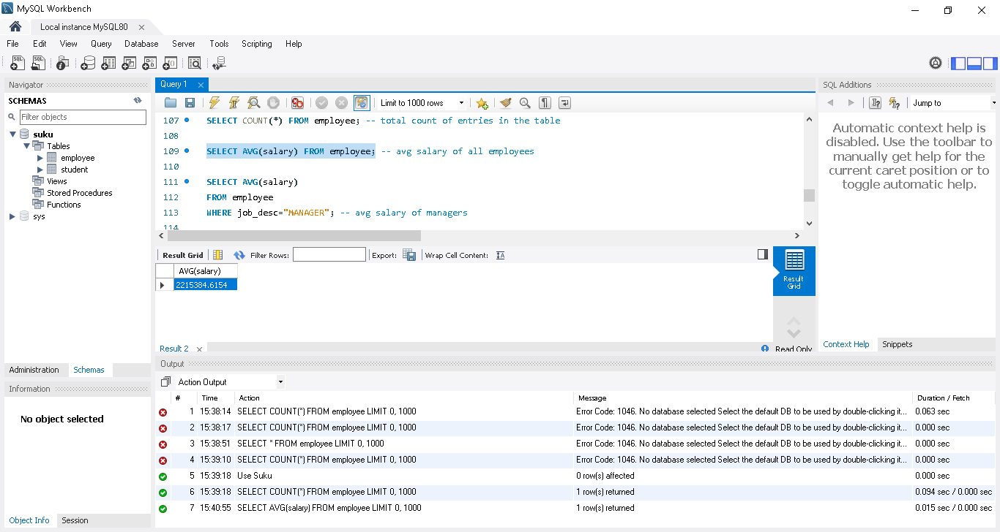 MySQL Workbench
Local instance MySQL80
File Edit View Query Database Server Tools Scripting Help
Navigator
SCHEMAS
Filter objects
suku
Tables
employee
student
Views
Stored Procedures
Functions
sys
Administration Schemas
Information
No object selected
Object Info Session
Query 1
Limit to 1000 rows
107 SELECT COUNT(*) FROM employee; -- total count of entries in the table
108
109 SELECT AVG(salary) FROM employee; -- avg salary of all employees
110
111 SELECT AVG(salary)
112 FROM employee
113 WHERE job_desc="MANAGER"; -- avg salary of managers
114
Result Grid Filter Rows: Export: Wrap Cell Content:
AVG(salary)
2215384.6154
Result Grid
Result 2
Read Only
SQL Additions
Jump to
Automatic context help is
disabled. Use the toolbar to
manually get help for the
current caret position or to
toggle automatic help.
Context Help Snippets
Output
Action Output
# Time Action Message Duration / Fetch
1 15:38:14 SELECT COUNT(*) FROM employee LIMIT 0, 1000 Error Code: 1046. No database selected Select the default DB to be used by double-clicking it... 0.063 sec
2 15:38:17 SELECT COUNT(*) FROM employee LIMIT 0, 1000 Error Code: 1046. No database selected Select the default DB to be used by double-clicking it... 0.000 sec
3 15:38:51 SELECT * FROM employee LIMIT 0, 1000 Error Code: 1046. No database selected Select the default DB to be used by double-clicking it... 0.000 sec
4 15:39:10 SELECT COUNT(*) FROM employee LIMIT 0, 1000 Error Code: 1046. No database selected Select the default DB to be used by double-clicking it... 0.000 sec
5 15:39:18 Use Suku 0 row(s) affected 0.000 sec
6 15:39:18 SELECT COUNT(*) FROM employee LIMIT 0, 1000 1 row(s) returned 0.094 sec / 0.000 sec
7 15:40:55 SELECT AVG(salary) FROM employee LIMIT 0, 1000 1 row(s) returned 0.015 sec / 0.000 sec